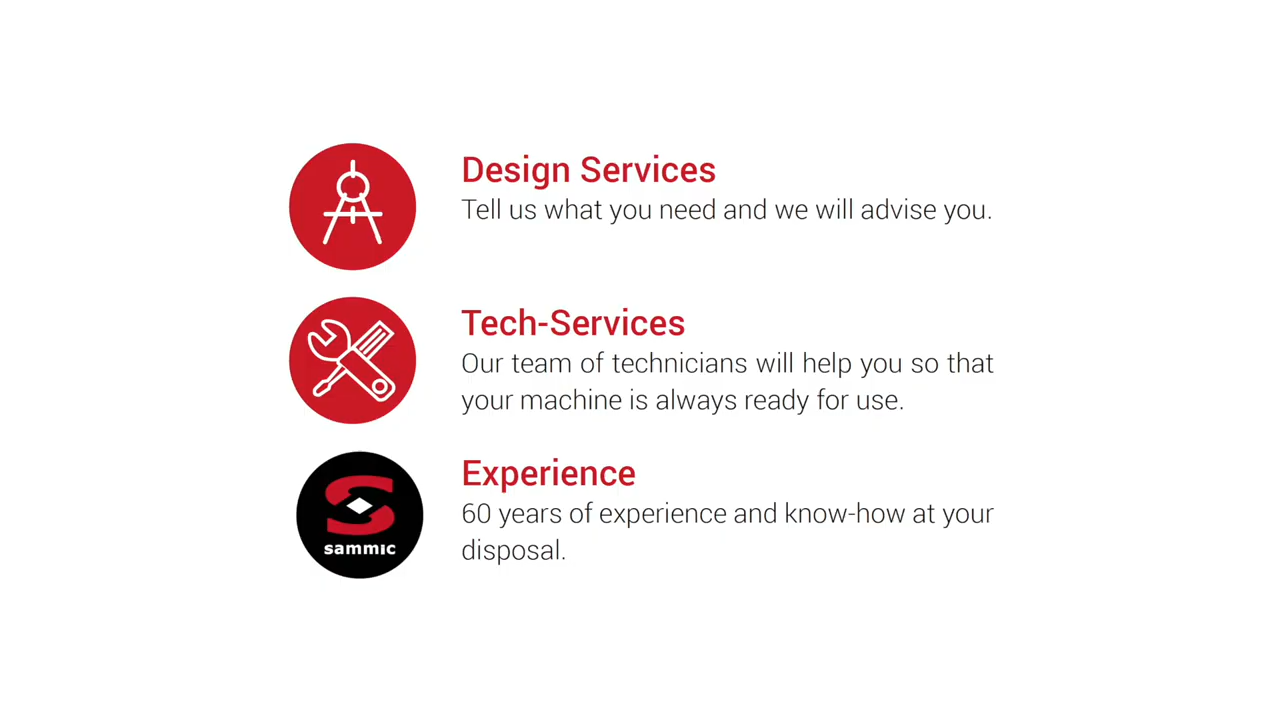 Design Services
Tell us what you need and we will advise you.
Tech-Services
Our team of technicians will help you so that
your machine is always ready for use.
Experience
60 years of experience and know-how at your
disposal.
sammic